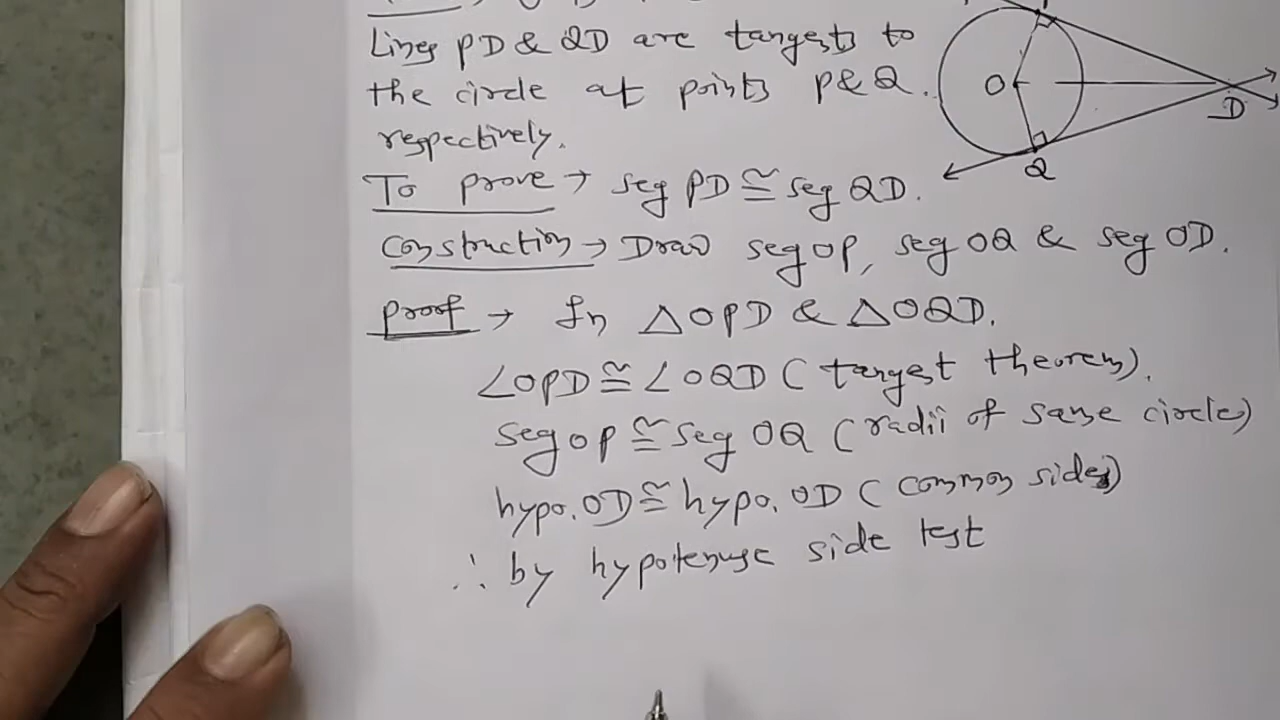 Lines PD & QD are tangents to
the circle at points P & Q.
respectively.
To prove → seg PD ≅ seg QD.
Construction → Draw seg OP, seg OQ & seg OD.
Proof → In △OPD & △OQD.
∠OPD ≅ ∠OQD (tangent theorem).
seg OP ≅ seg OQ (radii of same circle)
hypo. OD ≅ hypo. OD (common side)
∴ by hypotenuse side test
O
D
Q